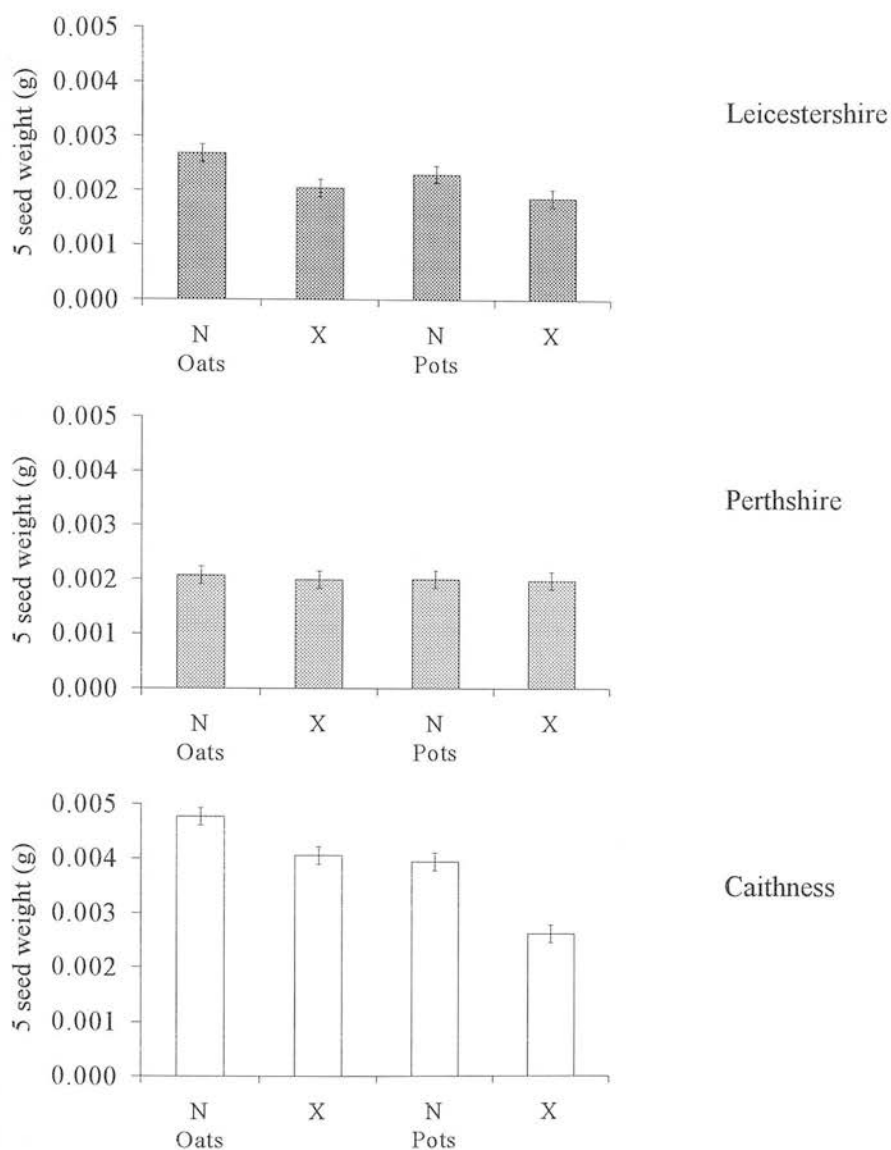 0.005
0.004
0.003
0.002
0.001
0.000
5 seed weight (g)
Leicestershire
N X N X
Oats Pots
0.005
0.004
0.003
0.002
0.001
0.000
5 seed weight (g)
Perthshire
N X N X
Oats Pots
0.005
0.004
0.003
0.002
0.001
0.000
5 seed weight (g)
Caithness
N X N X
Oats Pots